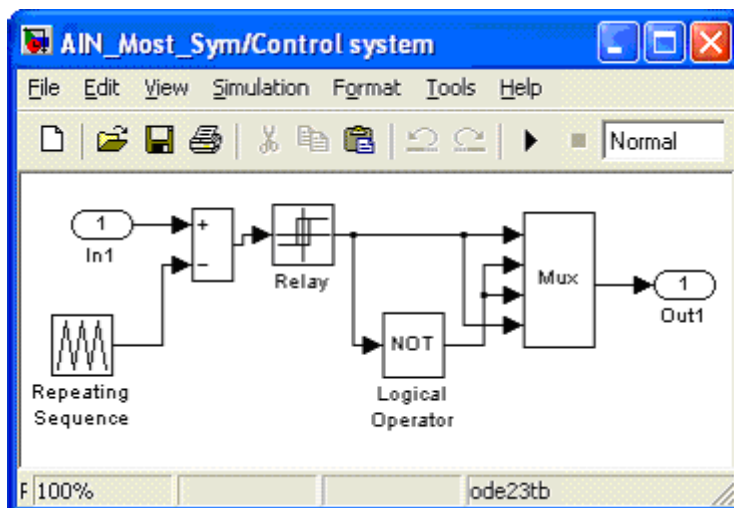 AIN_Most_Sym/Control system
File Edit View Simulation Format Tools Help
Normal
1
In1
+
−
Relay
Mux
1
Out1
NOT
Logical
Operator
Repeating
Sequence
F 100% ode23tb